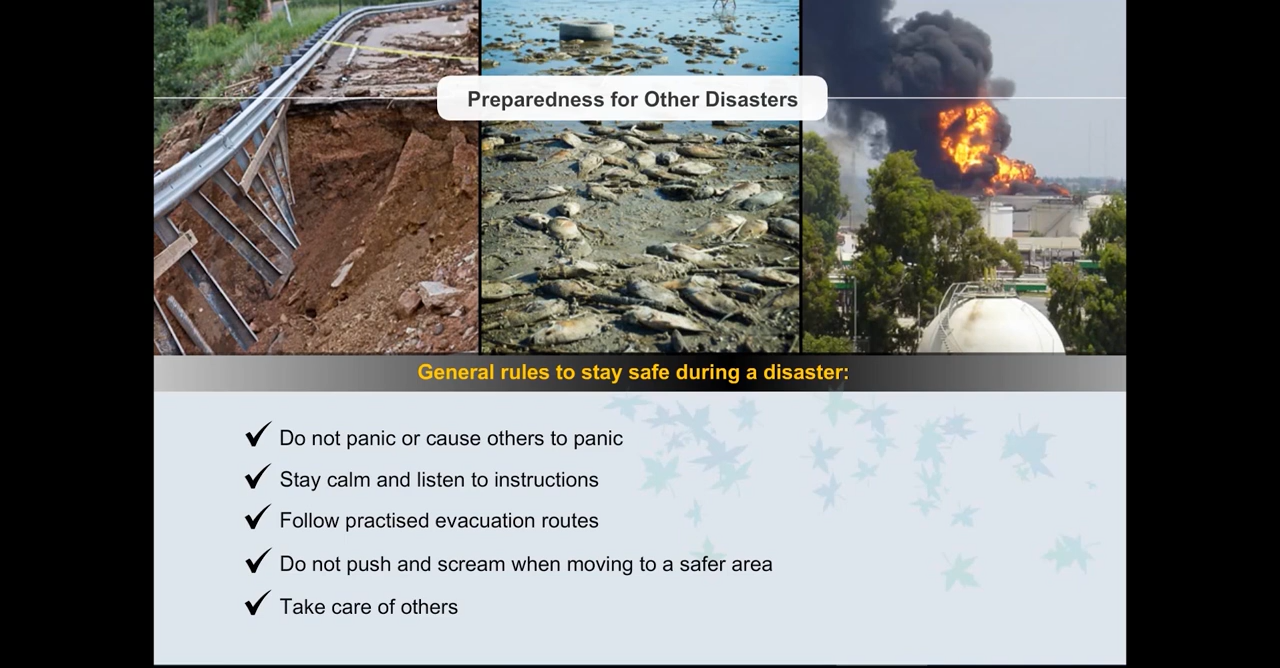 Preparedness for Other Disasters
General rules to stay safe during a disaster:
Do not panic or cause others to panic
Stay calm and listen to instructions
Follow practised evacuation routes
Do not push and scream when moving to a safer area
Take care of others